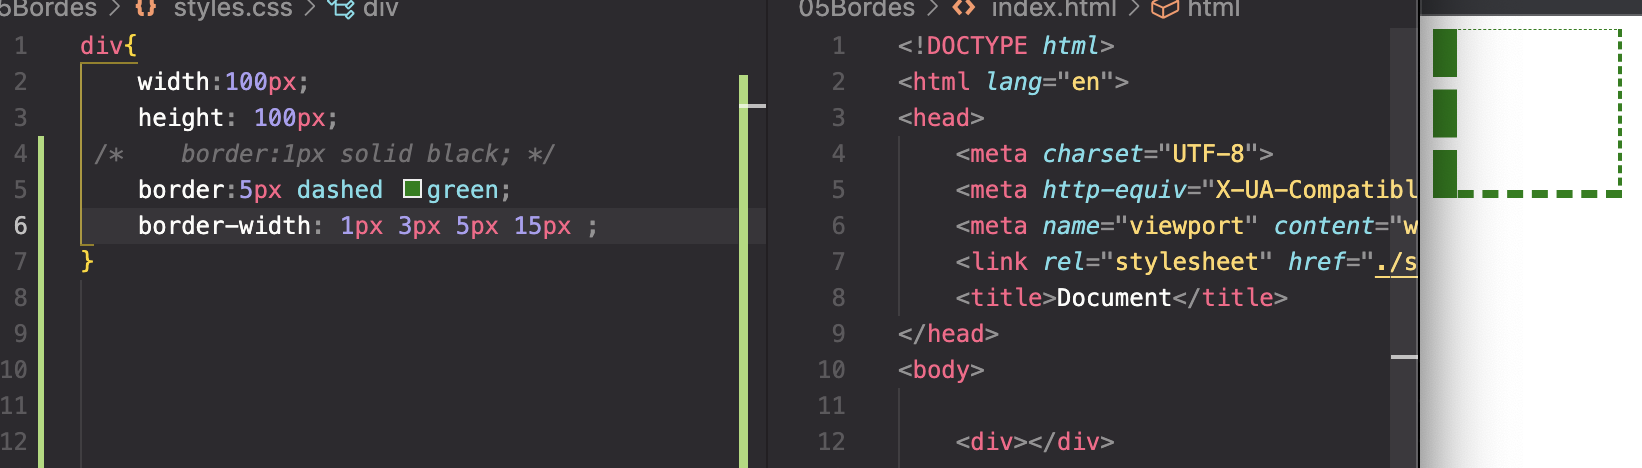 5Bordes > {} styles.css > div
1 div{
2 width:100px;
3 height: 100px;
4 /* border:1px solid black; */
5 border:5px dashed green;
6 border-width: 1px 3px 5px 15px ;
7 }
8
9
10
11
12
05Bordes > <> index.html > html
1 <!DOCTYPE html>
2 <html lang="en">
3 <head>
4 <meta charset="UTF-8">
5 <meta http-equiv="X-UA-Compatibl
6 <meta name="viewport" content="w
7 <link rel="stylesheet" href="./s
8 <title>Document</title>
9 </head>
10 <body>
11
12 <div></div>